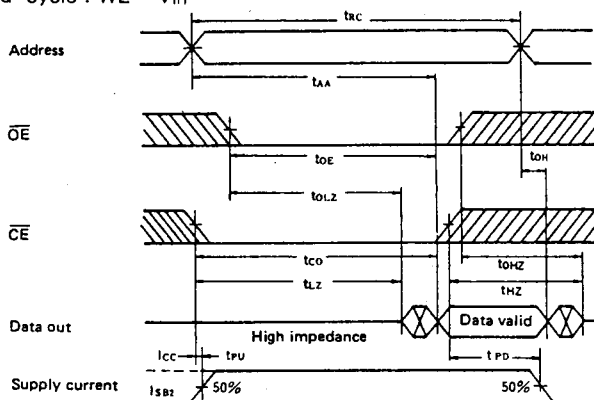 Cycle : WE = VIH
tRC
Address
tAA
OE
tOE
tOH
tOLZ
CE
tCO
tOHZ
tLZ
tHZ
Data out
High impedance
Data valid
ICC
tPU
tPD
Supply current
ISB2
50%
50%